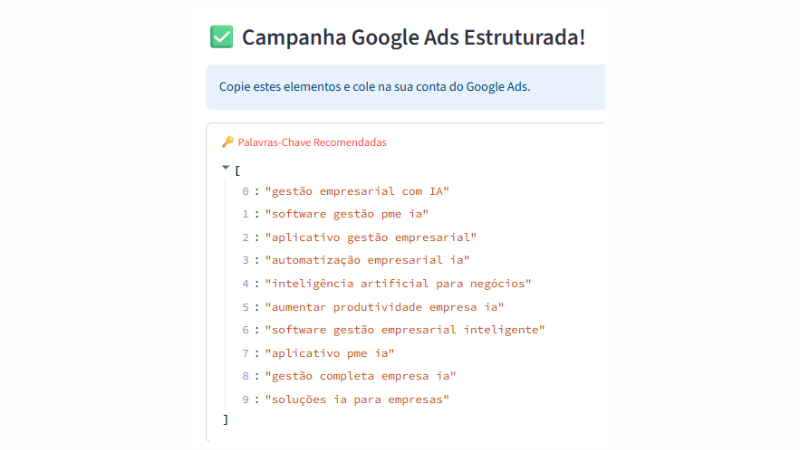 ✅ Campanha Google Ads Estruturada!
Copie estes elementos e cole na sua conta do Google Ads.
🔑 Palavras-Chave Recomendadas
[
0 : "gestão empresarial com IA"
1 : "software gestão pme ia"
2 : "aplicativo gestão empresarial"
3 : "automatização empresarial ia"
4 : "inteligência artificial para negócios"
5 : "aumentar produtividade empresa ia"
6 : "software gestão empresarial inteligente"
7 : "aplicativo pme ia"
8 : "gestão completa empresa ia"
9 : "soluções ia para empresas"
]